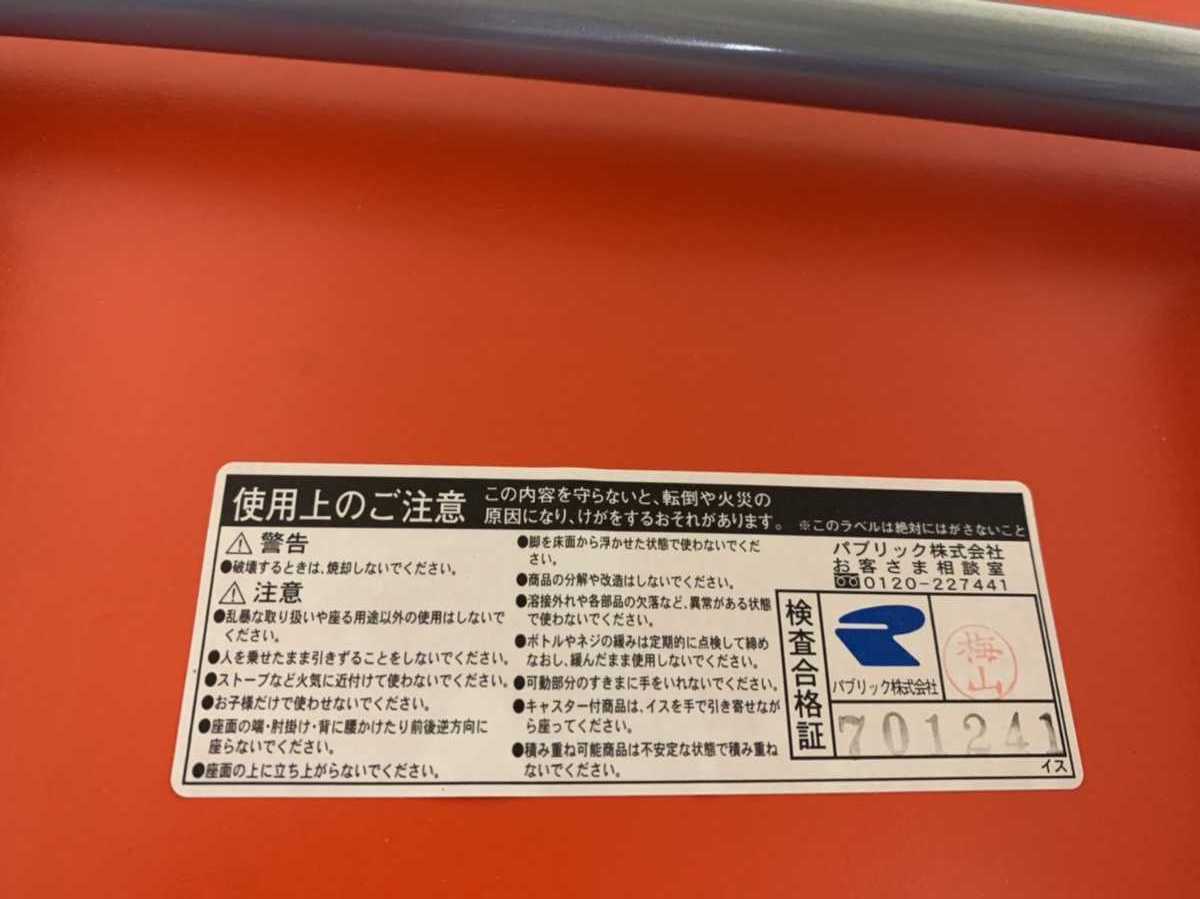 使用上のご注意
この内容を守らないと、転倒や火災の
原因になり、けがをするおそれがあります。
※このラベルは絶対にはがさないこと
警告
●破壊するときは、焼却しないでください。
注意
●乱暴な取り扱いや座る用途以外の使用はしないで
ください。
●人を乗せたまま引きずることをしないでください。
●ストーブなど火気に近付けて使わないでください。
●お子様だけで使わせないでください。
●座面の端・肘掛け・背に腰かけたり前後逆方向に
座らないでください。
●座面の上に立ち上がらないでください。
●脚を床面から浮かせた状態で使わないでくだ
さい。
●商品の分解や改造はしないでください。
●溶接外れや各部品の欠落など、異常がある状態
で使わないでください。
●ボトルやネジの緩みは定期的に点検して締め
なおし、緩んだまま使用しないでください。
●可動部分のすきまに手をいれないでください。
●キャスター付商品は、イスを手で引き寄せなが
ら座ってください。
●積み重ね可能商品は不安定な状態で積み重ね
ないでください。
パブリック株式会社
お客さま相談室
0120-227441
検査合格証
パブリック株式会社
梅山
701241
イス